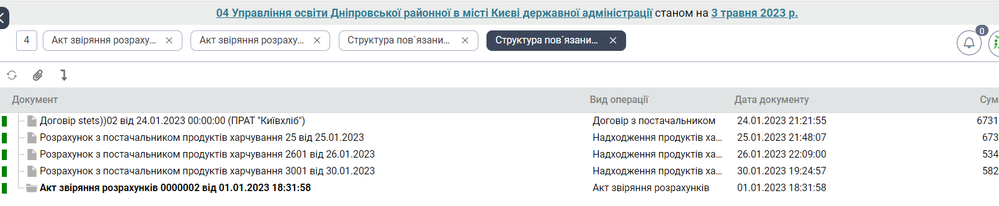 04 Управління освіти Дніпровської районної в місті Києві державної адміністрації станом на 3 травня 2023 р.
4 Акт звіряння розраху... Акт звіряння розраху... Структура пов`язани... Структура пов`язани... 0
Документ Вид операції Дата документу Сум
Договір stets))02 від 24.01.2023 00:00:00 (ПРАТ "Київхліб") Договір з постачальником 24.01.2023 21:21:55 6731
Розрахунок з постачальником продуктів харчування 25 від 25.01.2023 Надходження продуктів ха... 25.01.2023 21:48:07 673
Розрахунок з постачальником продуктів харчування 2601 від 26.01.2023 Надходження продуктів ха... 26.01.2023 22:09:00 534
Розрахунок з постачальником продуктів харчування 3001 від 30.01.2023 Надходження продуктів ха... 30.01.2023 19:24:57 582
Акт звіряння розрахунків 0000002 від 01.01.2023 18:31:58 Акт звіряння розрахунків 01.01.2023 18:31:58